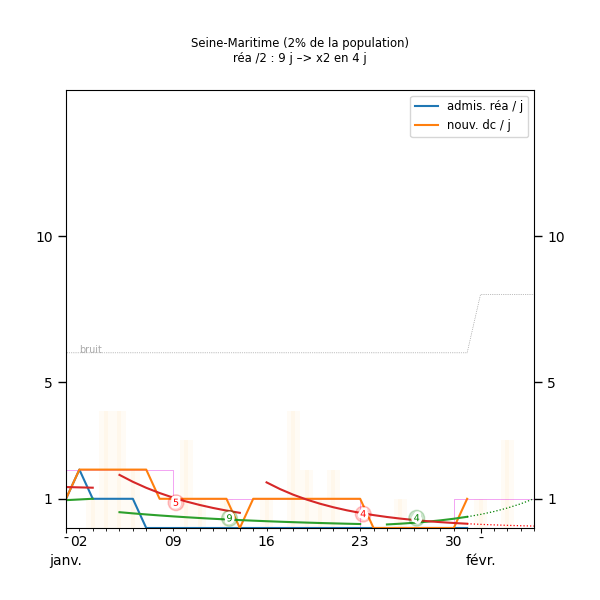 Seine-Maritime (2% de la population)
réa /2 : 9 j –> x2 en 4 j
admis. réa / j
nouv. dc / j
10 10
bruit
5 5
1 1
5 9 4 4
- 02 09 16 23 30 -
janv. févr.